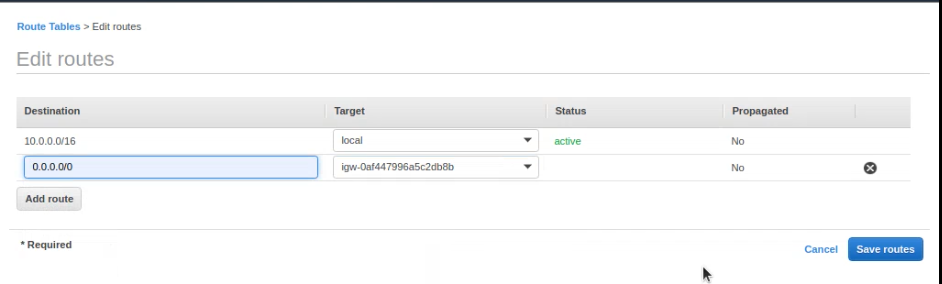 Route Tables > Edit routes
Edit routes
Destination Target Status Propagated
10.0.0.0/16 local active No
0.0.0.0/0 igw-0af447996a5c2db8b No
Add route
* Required Cancel Save routes